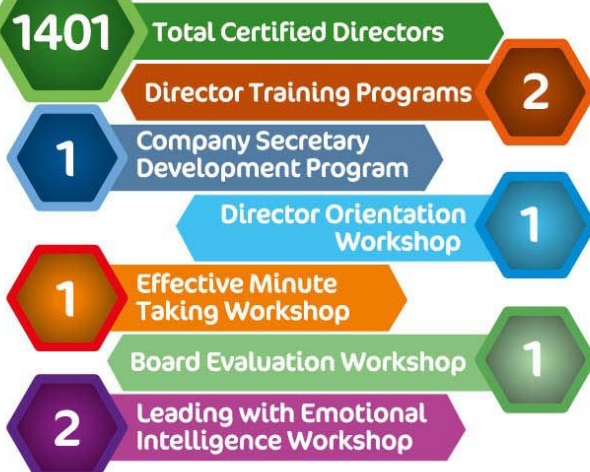 1401 Total Certified Directors
Director Training Programs 2
1 Company Secretary
Development Program
Director Orientation
Workshop 1
1 Effective Minute
Taking Workshop
Board Evaluation Workshop 1
2 Leading with Emotional
Intelligence Workshop